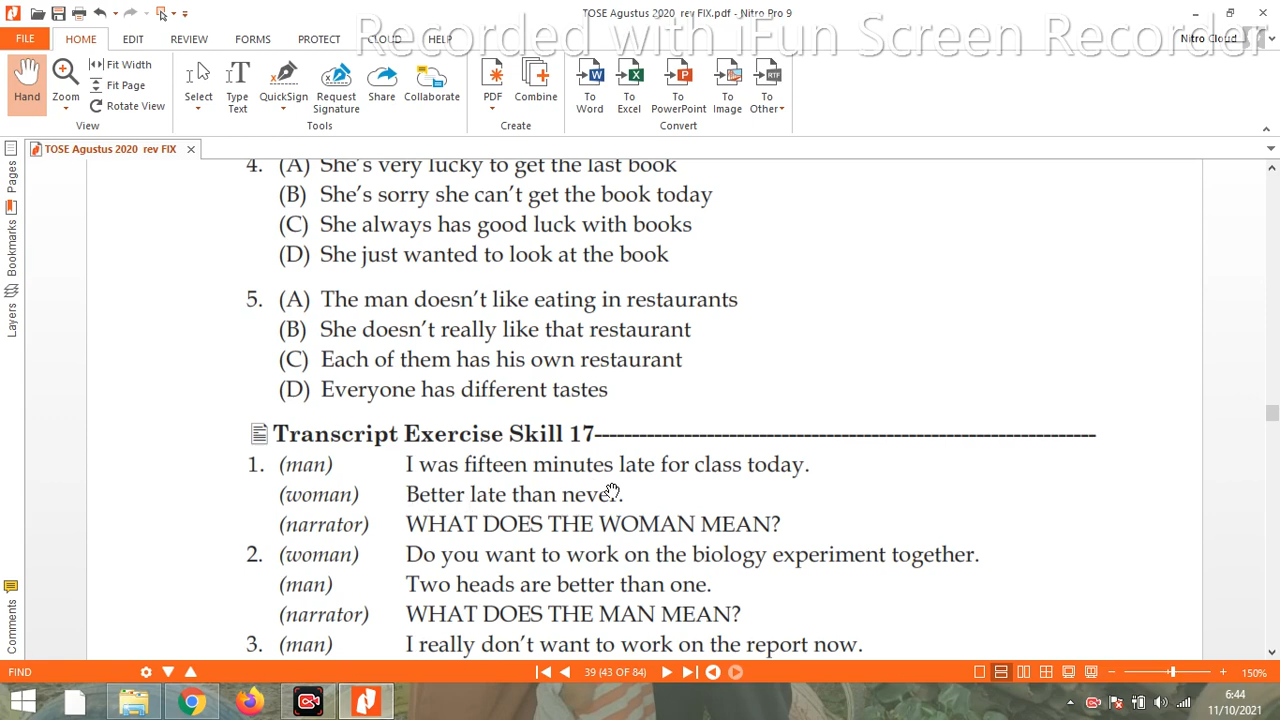 TOSE Agustus 2020 rev FIX.pdf - Nitro Pro 9
Recorded with iFun Screen Recorder
FILE HOME EDIT REVIEW FORMS PROTECT CLOUD HELP
Nitro Cloud
Hand
Zoom
Fit Width
Fit Page
Rotate View
View
Select
Type Text
QuickSign
Request Signature
Share
Collaborate
Tools
PDF
Combine
Create
To Word
To Excel
To PowerPoint
To Image
To Other
Convert
TOSE Agustus 2020 rev FIX
Pages
Bookmarks
Layers
Comments
4. (A) She's very lucky to get the last book
(B) She's sorry she can't get the book today
(C) She always has good luck with books
(D) She just wanted to look at the book
5. (A) The man doesn't like eating in restaurants
(B) She doesn't really like that restaurant
(C) Each of them has his own restaurant
(D) Everyone has different tastes
Transcript Exercise Skill 17
1. (man) I was fifteen minutes late for class today.
(woman) Better late than never.
(narrator) WHAT DOES THE WOMAN MEAN?
2. (woman) Do you want to work on the biology experiment together.
(man) Two heads are better than one.
(narrator) WHAT DOES THE MAN MEAN?
3. (man) I really don't want to work on the report now.
FIND
39 (43 OF 84)
150%
6:44
11/10/2021